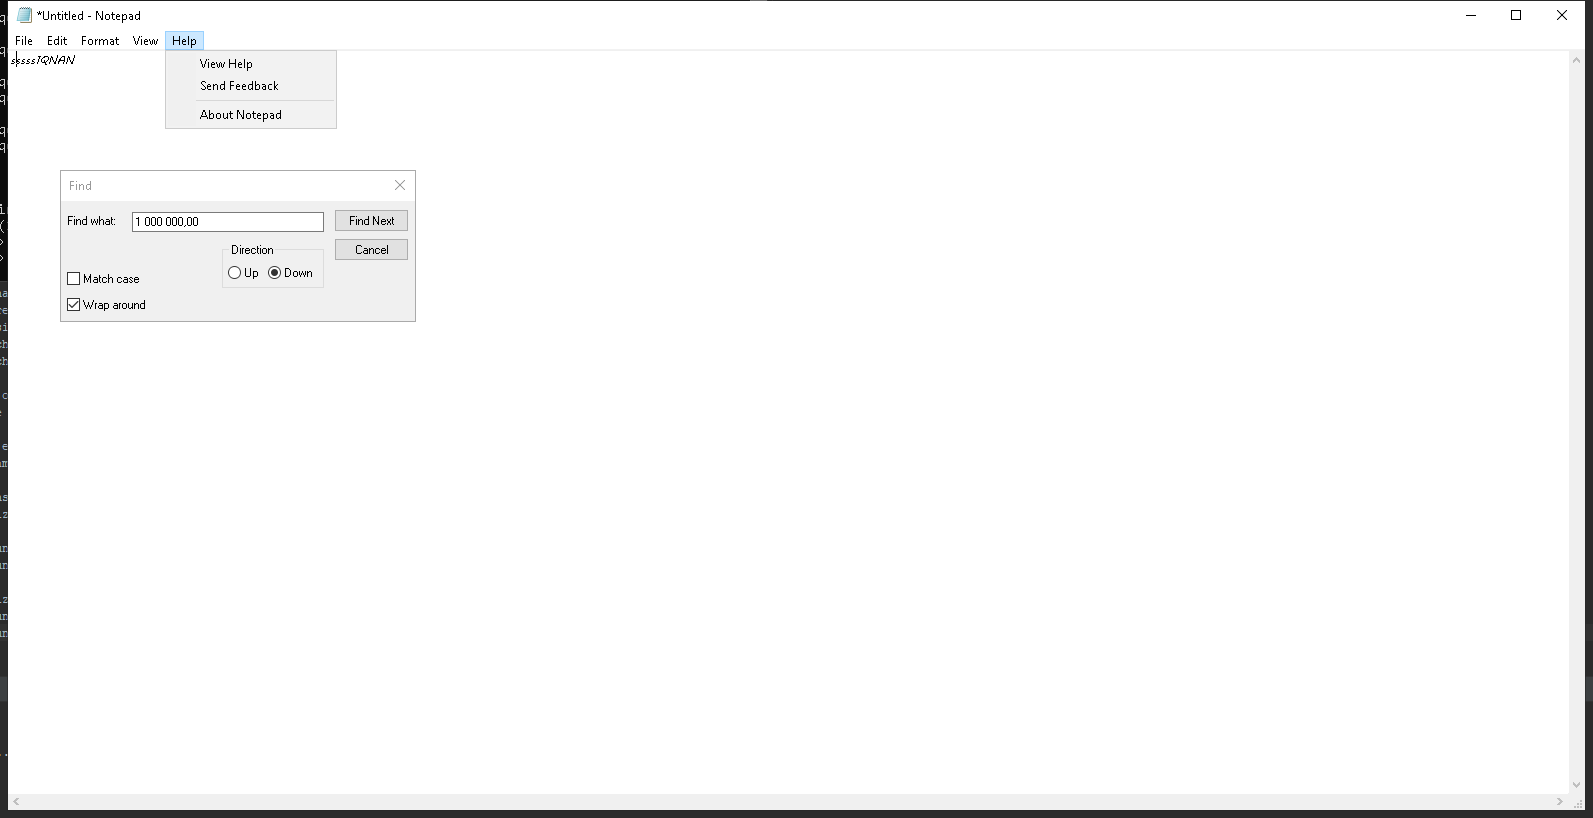 *Untitled - Notepad
File Edit Format View Help
sssssIQNAN
View Help
Send Feedback
About Notepad
Find
Find what: 1 000 000,00 Find Next
Direction Cancel
Up Down
Match case
Wrap around